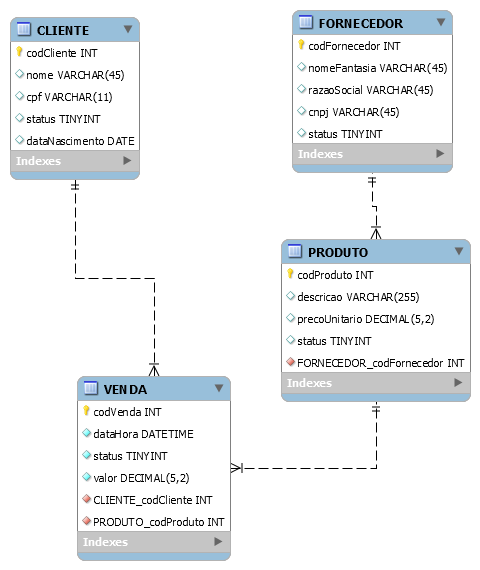 CLIENTE
codCliente INT
nome VARCHAR(45)
cpf VARCHAR(11)
status TINYINT
dataNascimento DATE
Indexes
FORNECEDOR
codFornecedor INT
nomeFantasia VARCHAR(45)
razaoSocial VARCHAR(45)
cnpj VARCHAR(45)
status TINYINT
Indexes
PRODUTO
codProduto INT
descricao VARCHAR(255)
precoUnitario DECIMAL(5,2)
status TINYINT
FORNECEDOR_codFornecedor INT
Indexes
VENDA
codVenda INT
dataHora DATETIME
status TINYINT
valor DECIMAL(5,2)
CLIENTE_codCliente INT
PRODUTO_codProduto INT
Indexes